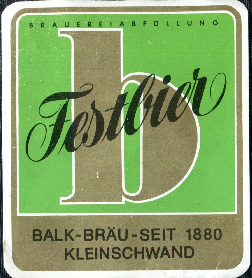 BRAUEREIABFÜLLUNG
b
Festbier
BALK-BRÄU-SEIT 1880
KLEINSCHWAND